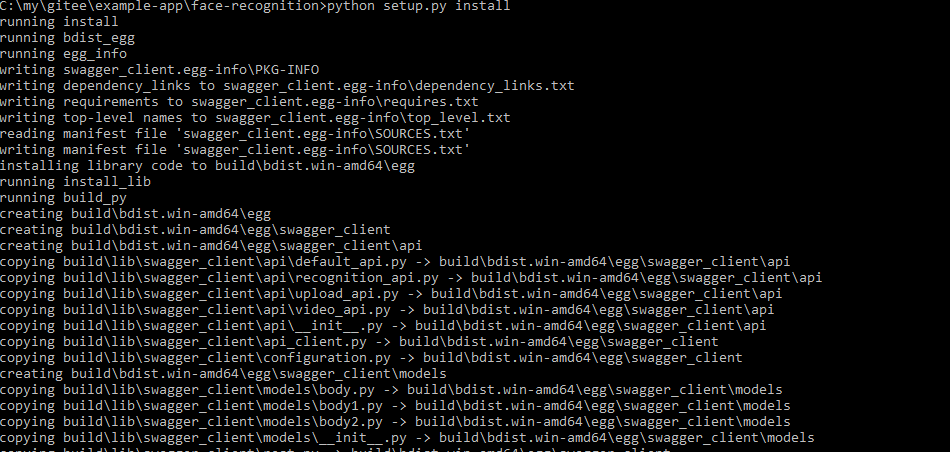 C:\my\gitee\example-app\face-recognition>python setup.py install
running install
running bdist_egg
running egg_info
writing swagger_client.egg-info\PKG-INFO
writing dependency_links to swagger_client.egg-info\dependency_links.txt
writing requirements to swagger_client.egg-info\requires.txt
writing top-level names to swagger_client.egg-info\top_level.txt
reading manifest file 'swagger_client.egg-info\SOURCES.txt'
writing manifest file 'swagger_client.egg-info\SOURCES.txt'
installing library code to build\bdist.win-amd64\egg
running install_lib
running build_py
creating build\bdist.win-amd64\egg
creating build\bdist.win-amd64\egg\swagger_client
creating build\bdist.win-amd64\egg\swagger_client\api
copying build\lib\swagger_client\api\default_api.py -> build\bdist.win-amd64\egg\swagger_client\api
copying build\lib\swagger_client\api\recognition_api.py -> build\bdist.win-amd64\egg\swagger_client\api
copying build\lib\swagger_client\api\upload_api.py -> build\bdist.win-amd64\egg\swagger_client\api
copying build\lib\swagger_client\api\video_api.py -> build\bdist.win-amd64\egg\swagger_client\api
copying build\lib\swagger_client\api\__init__.py -> build\bdist.win-amd64\egg\swagger_client\api
copying build\lib\swagger_client\api_client.py -> build\bdist.win-amd64\egg\swagger_client
copying build\lib\swagger_client\configuration.py -> build\bdist.win-amd64\egg\swagger_client
creating build\bdist.win-amd64\egg\swagger_client\models
copying build\lib\swagger_client\models\body.py -> build\bdist.win-amd64\egg\swagger_client\models
copying build\lib\swagger_client\models\body1.py -> build\bdist.win-amd64\egg\swagger_client\models
copying build\lib\swagger_client\models\body2.py -> build\bdist.win-amd64\egg\swagger_client\models
copying build\lib\swagger_client\models\__init__.py -> build\bdist.win-amd64\egg\swagger_client\models